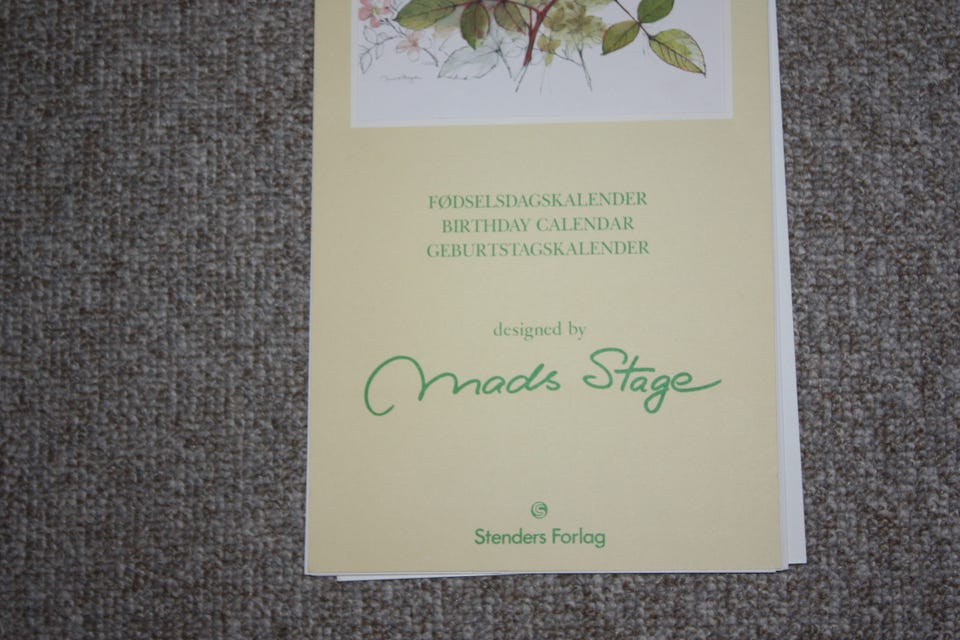 FØDSELSDAGSKALENDER
BIRTHDAY CALENDAR
GEBURTSTAGSKALENDER
designed by
Mads Stage
Stenders Forlag